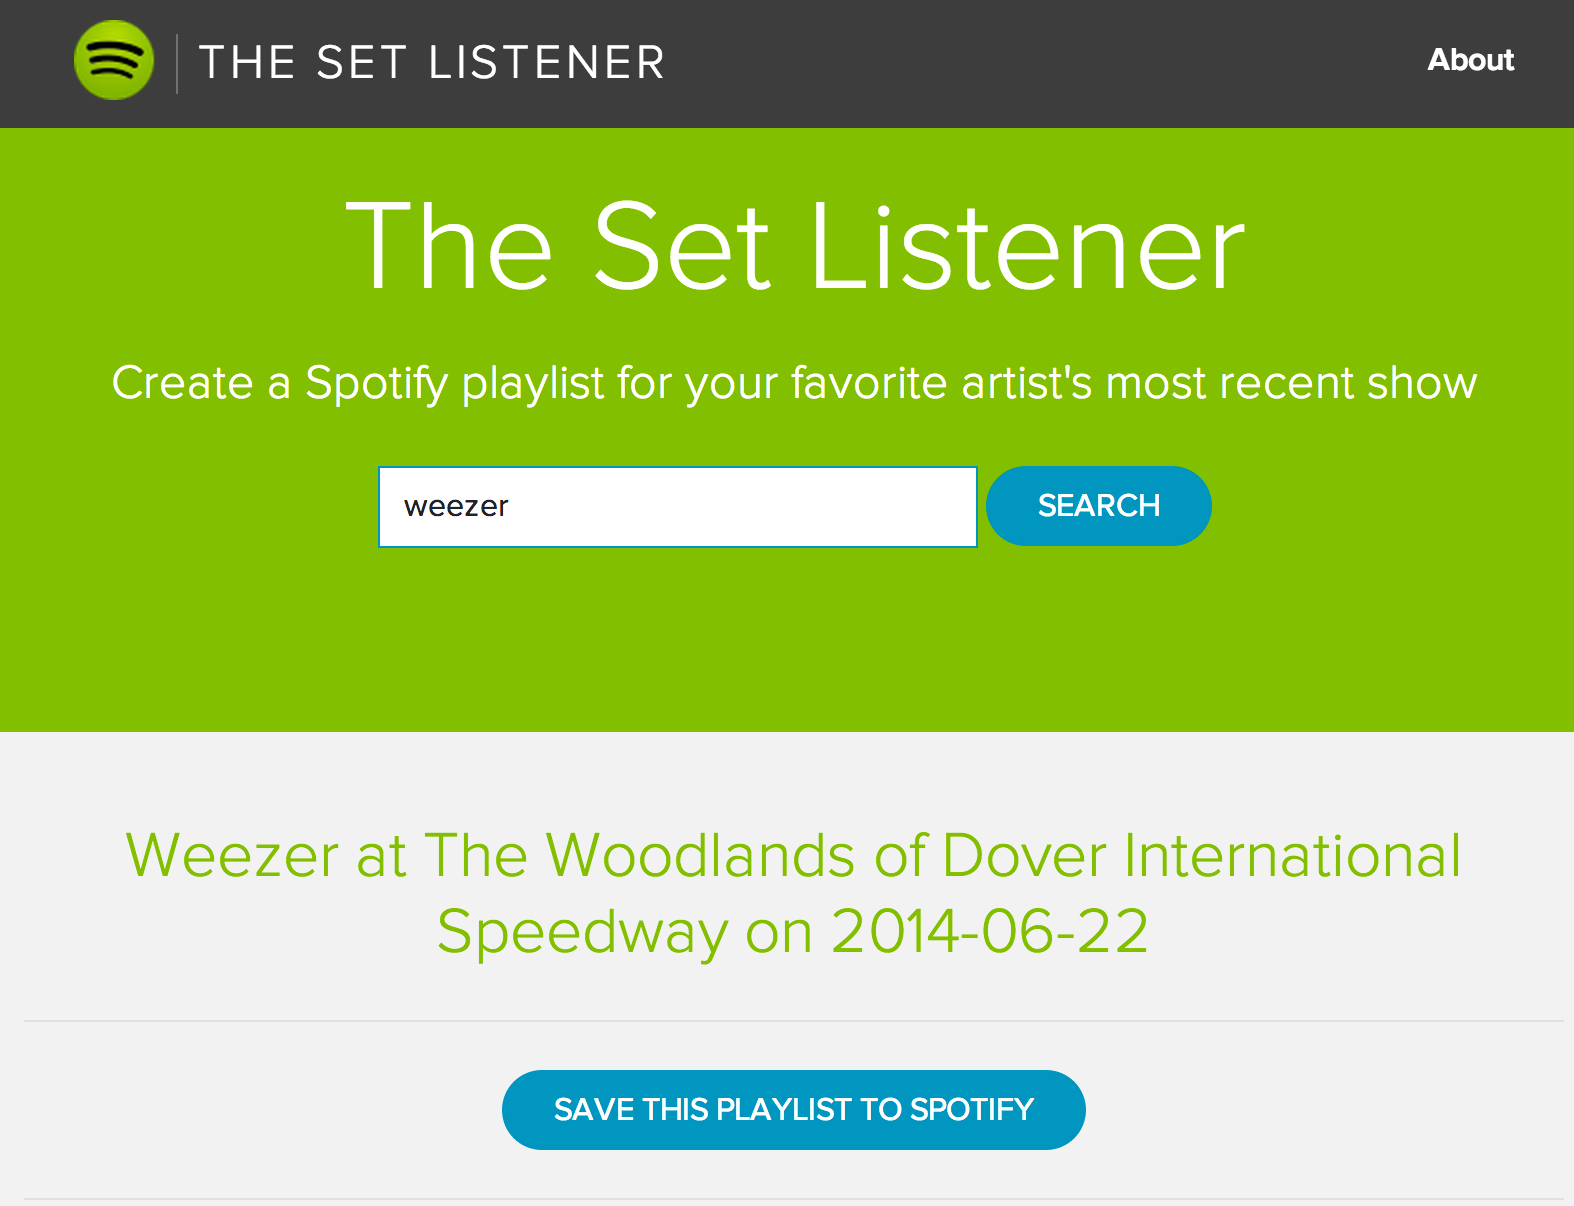 THE SET LISTENER
About
The Set Listener
Create a Spotify playlist for your favorite artist's most recent show
weezer
SEARCH
Weezer at The Woodlands of Dover International
Speedway on 2014-06-22
SAVE THIS PLAYLIST TO SPOTIFY